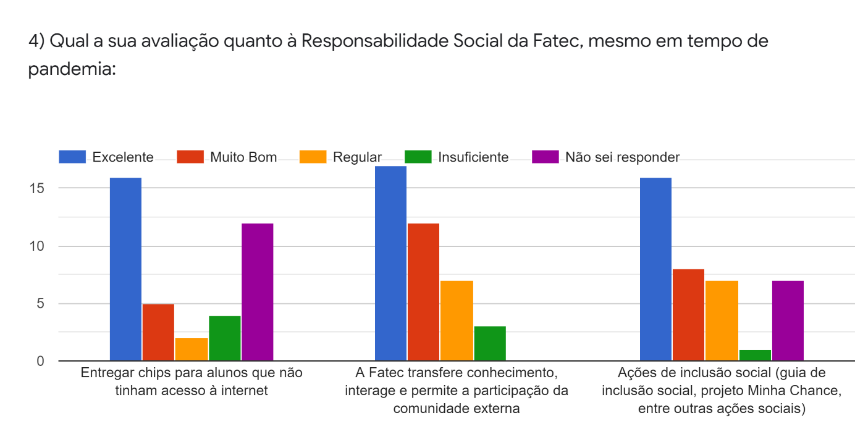 4) Qual a sua avaliação quanto à Responsabilidade Social da Fatec, mesmo em tempo de
pandemia:
Excelente Muito Bom Regular Insuficiente Não sei responder
15
10
5
0
Entregar chips para alunos que não
tinham acesso à internet
A Fatec transfere conhecimento,
interage e permite a participação da
comunidade externa
Ações de inclusão social (guia de
inclusão social, projeto Minha Chance,
entre outras ações sociais)